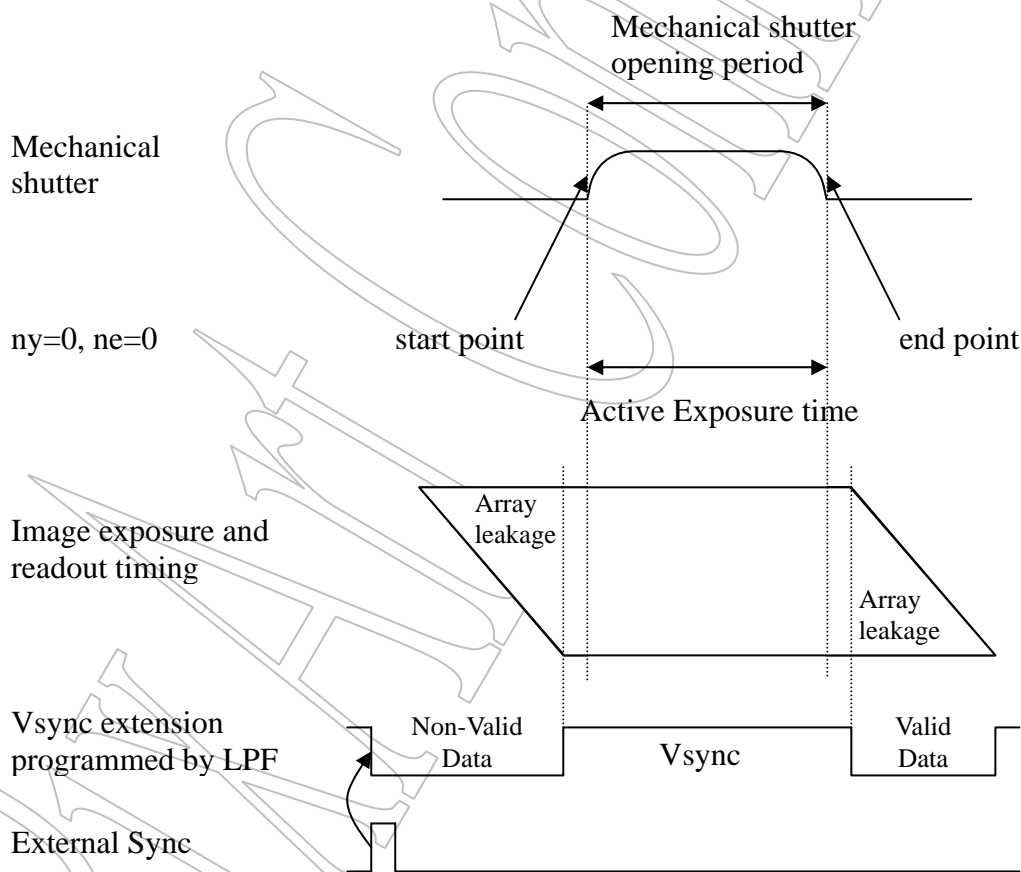 Mechanical shutter
opening period
Mechanical
shutter
ny=0, ne=0
start point
end point
Active Exposure time
Image exposure and
readout timing
Array
leakage
Array
leakage
Vsync extension
programmed by LPF
Non-Valid
Data
Vsync
Valid
Data
External Sync